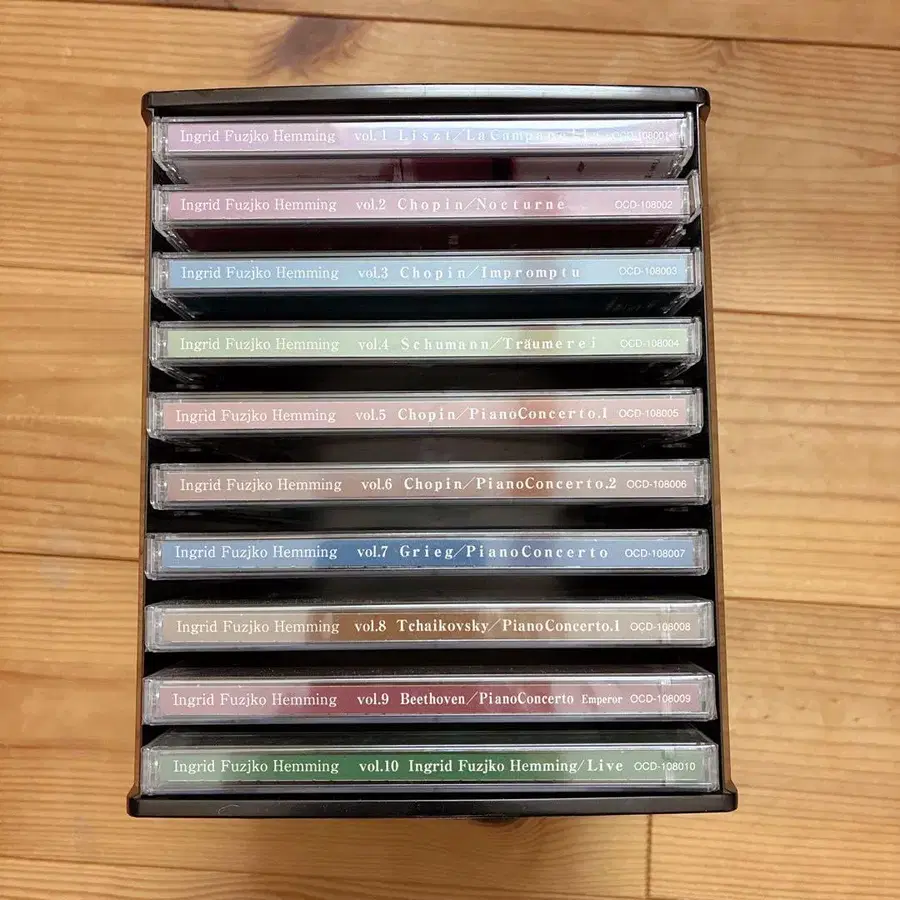 Ingrid Fuzjko Hemming vol.1 Liszt/La Campanella OCD-108001
Ingrid Fuzjko Hemming vol.2 Chopin/Nocturne OCD-108002
Ingrid Fuzjko Hemming vol.3 Chopin/Impromptu OCD-108003
Ingrid Fuzjko Hemming vol.4 Schumann/Träumerei OCD-108004
Ingrid Fuzjko Hemming vol.5 Chopin/PianoConcerto.1 OCD-108005
Ingrid Fuzjko Hemming vol.6 Chopin/PianoConcerto.2 OCD-108006
Ingrid Fuzjko Hemming vol.7 Grieg/PianoConcerto OCD-108007
Ingrid Fuzjko Hemming vol.8 Tchaikovsky/PianoConcerto.1 OCD-108008
Ingrid Fuzjko Hemming vol.9 Beethoven/PianoConcerto Emperor OCD-108009
Ingrid Fuzjko Hemming vol.10 Ingrid Fuzjko Hemming/Live OCD-108010